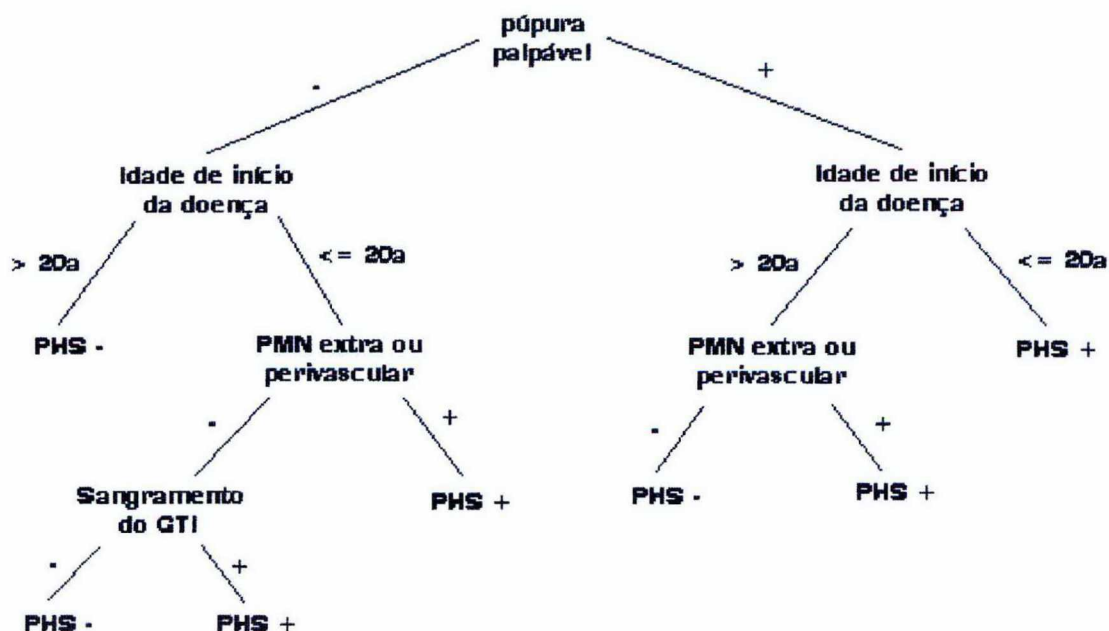 púpura
palpável
-
+
Idade de início
da doença
Idade de início
da doença
> 20a
<= 20a
> 20a
<= 20a
PHS -
PMN extra ou
perivascular
PMN extra ou
perivascular
PHS +
-
+
-
+
Sangramento
do GTI
PHS +
PHS -
PHS +
-
+
PHS -
PHS +